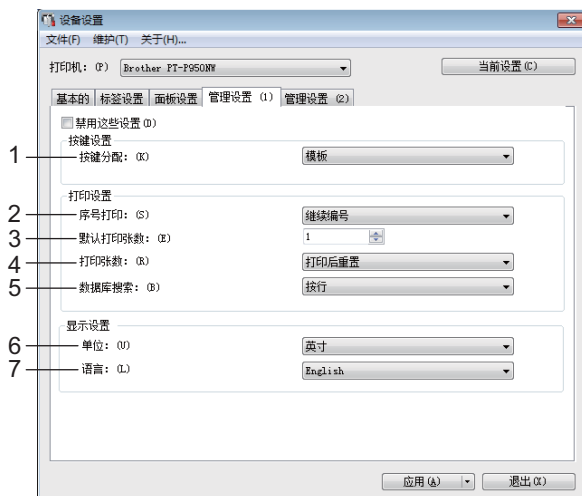 设备设置
文件(F) 维护(T) 关于(H)...
打印机: (P) Brother PT-P950NW 当前设置(C)
基本的 标签设置 面板设置 管理设置 (1) 管理设置 (2)
禁用这些设置(D)
按键设置
1 按键分配: (K) 模板
打印设置
2 序号打印: (S) 继续编号
3 默认打印张数: (E) 1
4 打印张数: (R) 打印后重置
5 数据库搜索: (B) 按行
显示设置
6 单位: (U) 英寸
7 语言: (L) English
应用(A) 退出(X)